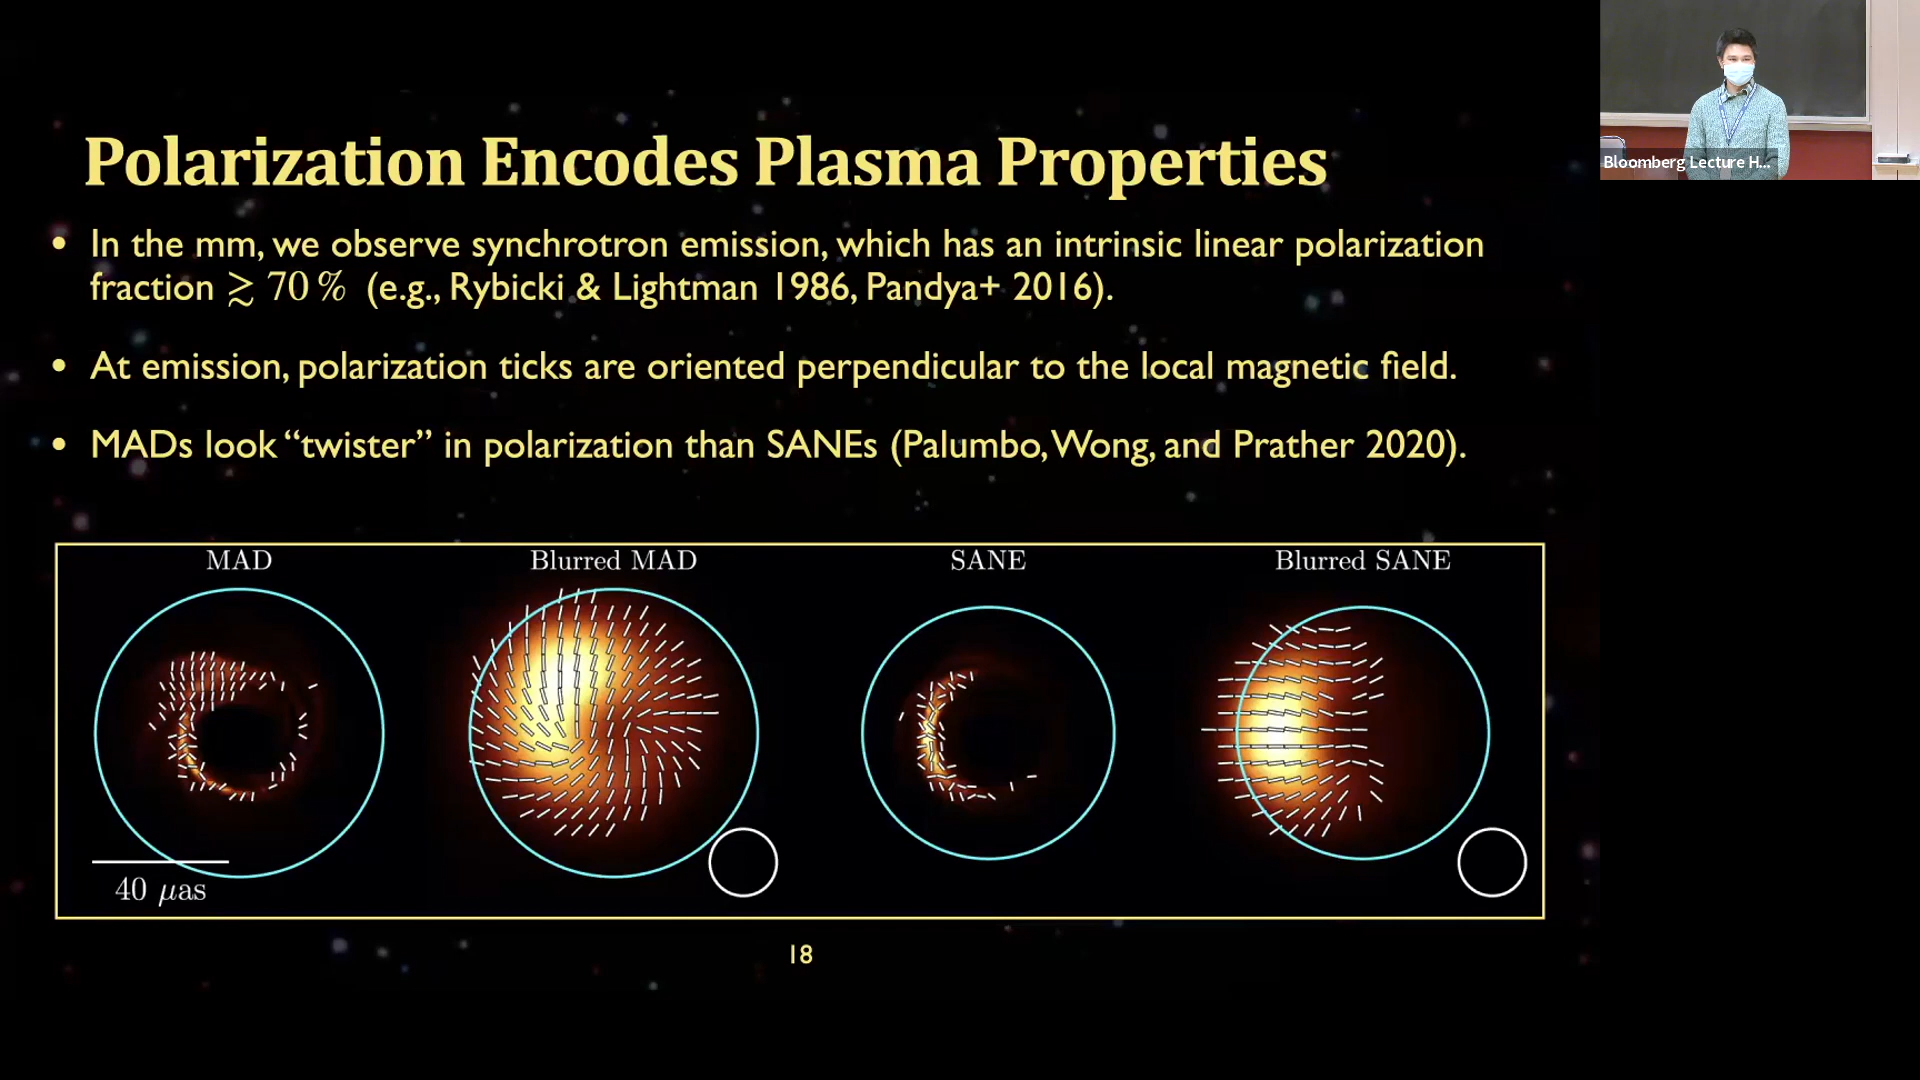 Polarization Encodes Plasma Properties
• In the mm, we observe synchrotron emission, which has an intrinsic linear polarization
fraction ≳ 70 % (e.g., Rybicki & Lightman 1986, Pandya+ 2016).
• At emission, polarization ticks are oriented perpendicular to the local magnetic field.
• MADs look “twister” in polarization than SANEs (Palumbo, Wong, and Prather 2020).
MAD
Blurred MAD
SANE
Blurred SANE
40 μas
18
Bloomberg Lecture H...